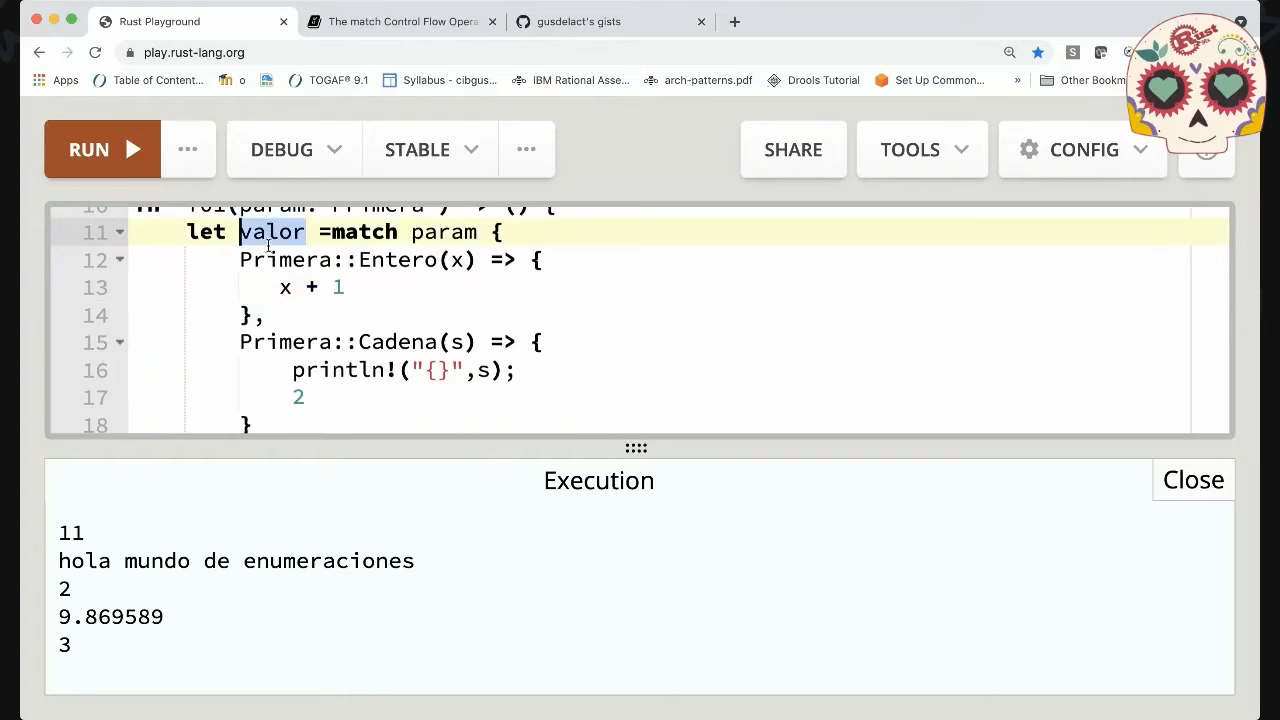 Rust Playground
The match Control Flow Opera
gusdelact's gists
play.rust-lang.org
S
Apps
Table of Content...
o
TOGAF® 9.1
Syllabus - cibgus...
IBM Rational Asse...
arch-patterns.pdf
Drools Tutorial
Set Up Common...
»
Other Bookm
Rust
RUN
DEBUG
STABLE
SHARE
TOOLS
CONFIG
11 let valor =match param {
12 Primera::Entero(x) => {
13 x + 1
14 },
15 Primera::Cadena(s) => {
16 println!("{}",s);
17 2
18 }
Execution
Close
11
hola mundo de enumeraciones
2
9.869589
3